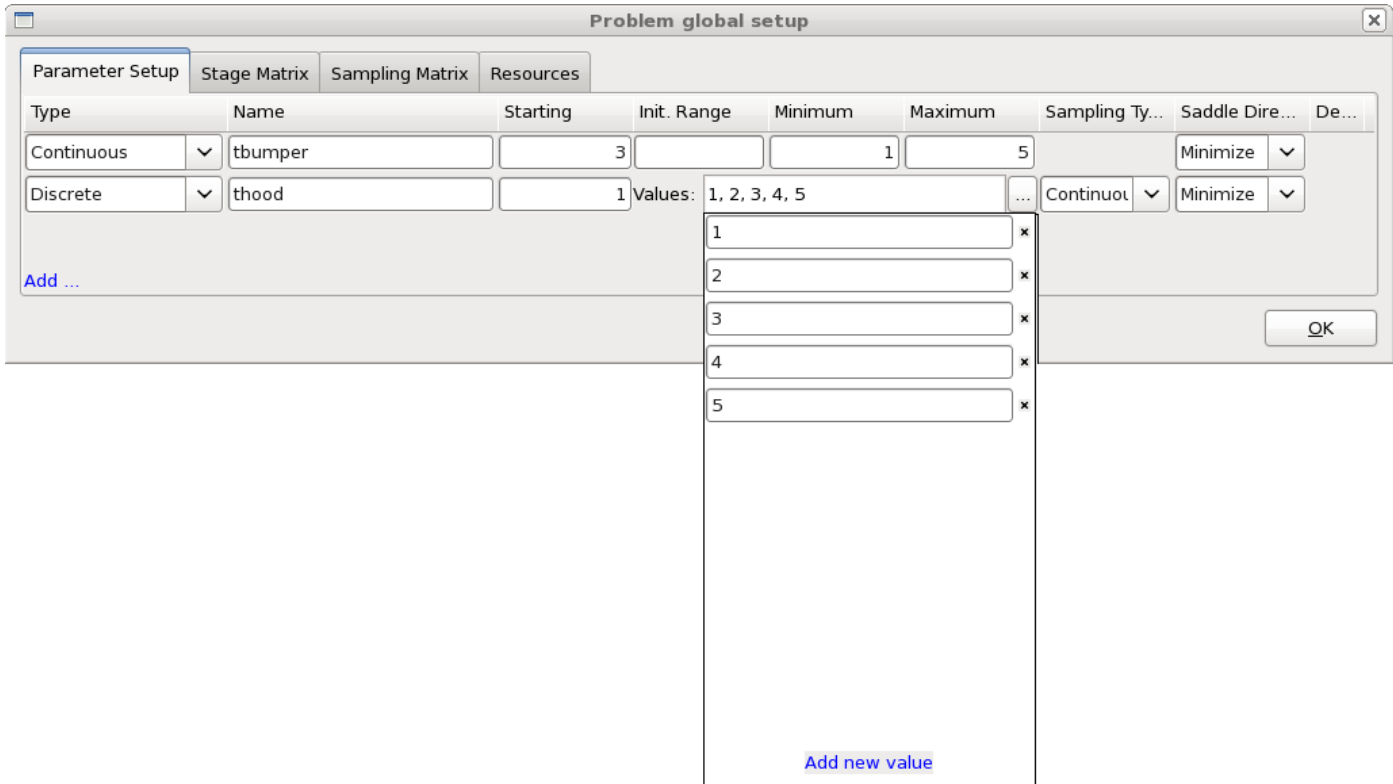 Problem global setup
Parameter Setup Stage Matrix Sampling Matrix Resources
Type Name Starting Init. Range Minimum Maximum Sampling Ty... Saddle Dire... De...
Continuous tbumper 3 1 5 Minimize
Discrete thood 1 Values: 1, 2, 3, 4, 5 ... Continuou Minimize
1
2
Add ...
3
OK
4
5
Add new value